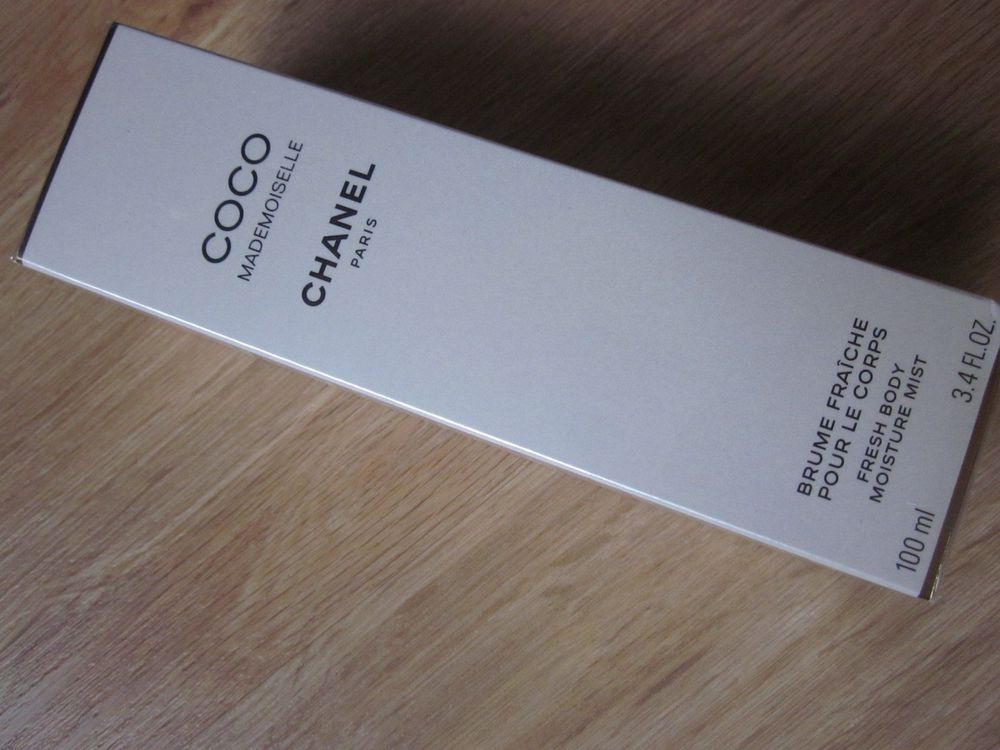 COCO
MADEMOISELLE
CHANEL
PARIS
BRUME FRAÎCHE
POUR LE CORPS
FRESH BODY
MOISTURE MIST
100 ml
3.4 FL.OZ.